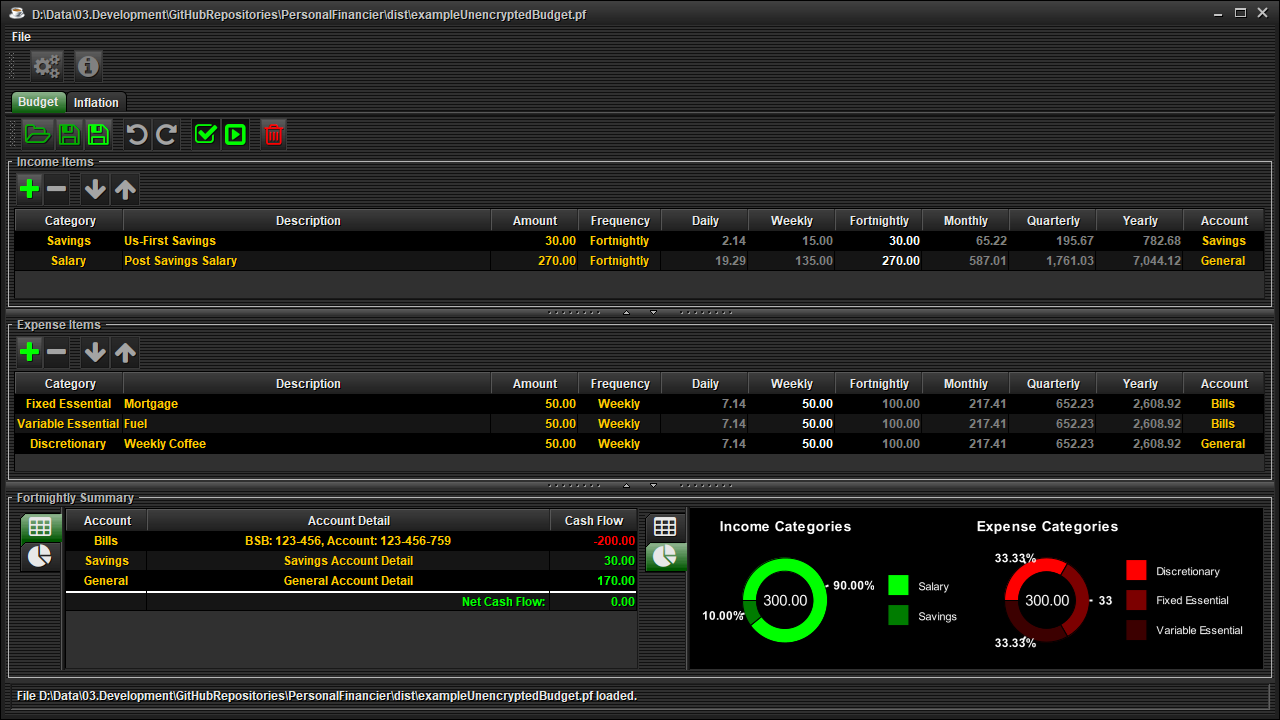 D:\Data\03.Development\GitHubRepositories\PersonalFinancier\dist\exampleUnencryptedBudget.pf
File
Budget Inflation
Income Items
Category Description Amount Frequency Daily Weekly Fortnightly Monthly Quarterly Yearly Account
Savings Us-First Savings 30.00 Fortnightly 2.14 15.00 30.00 65.22 195.67 782.68 Savings
Salary Post Savings Salary 270.00 Fortnightly 19.29 135.00 270.00 587.01 1,761.03 7,044.12 General
Expense Items
Category Description Amount Frequency Daily Weekly Fortnightly Monthly Quarterly Yearly Account
Fixed Essential Mortgage 50.00 Weekly 7.14 50.00 100.00 217.41 652.23 2,608.92 Bills
Variable Essential Fuel 50.00 Weekly 7.14 50.00 100.00 217.41 652.23 2,608.92 Bills
Discretionary Weekly Coffee 50.00 Weekly 7.14 50.00 100.00 217.41 652.23 2,608.92 General
Fortnightly Summary
Account Account Detail Cash Flow
Bills BSB: 123-456, Account: 123-456-759 -200.00
Savings Savings Account Detail 30.00
General General Account Detail 170.00
Net Cash Flow: 0.00
Income Categories
90.00%
300.00
10.00%
Salary
Savings
Expense Categories
33.33%
300.00
33
33.33%
Discretionary
Fixed Essential
Variable Essential
File D:\Data\03.Development\GitHubRepositories\PersonalFinancier\dist\exampleUnencryptedBudget.pf loaded.